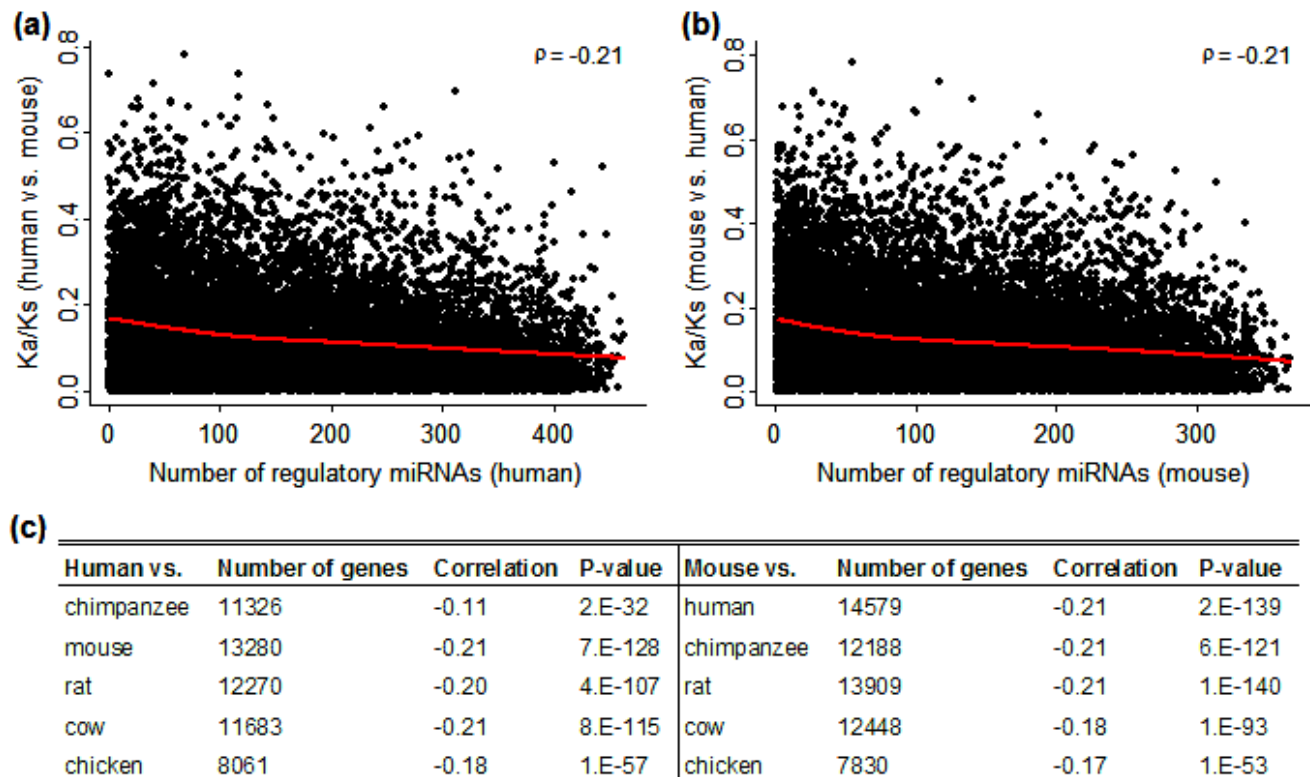 (a)
ρ = -0.21
Ka/Ks (human vs. mouse)
0.8
0.6
0.4
0.2
0.0
0 100 200 300 400
Number of regulatory miRNAs (human)
(b)
ρ = -0.21
Ka/Ks (mouse vs. human)
0.8
0.6
0.4
0.2
0.0
0 100 200 300
Number of regulatory miRNAs (mouse)
(c)
Human vs. Number of genes Correlation P-value Mouse vs. Number of genes Correlation P-value
chimpanzee 11326 -0.11 2.E-32 human 14579 -0.21 2.E-139
mouse 13280 -0.21 7.E-128 chimpanzee 12188 -0.21 6.E-121
rat 12270 -0.20 4.E-107 rat 13909 -0.21 1.E-140
cow 11683 -0.21 8.E-115 cow 12448 -0.18 1.E-93
chicken 8061 -0.18 1.E-57 chicken 7830 -0.17 1.E-53